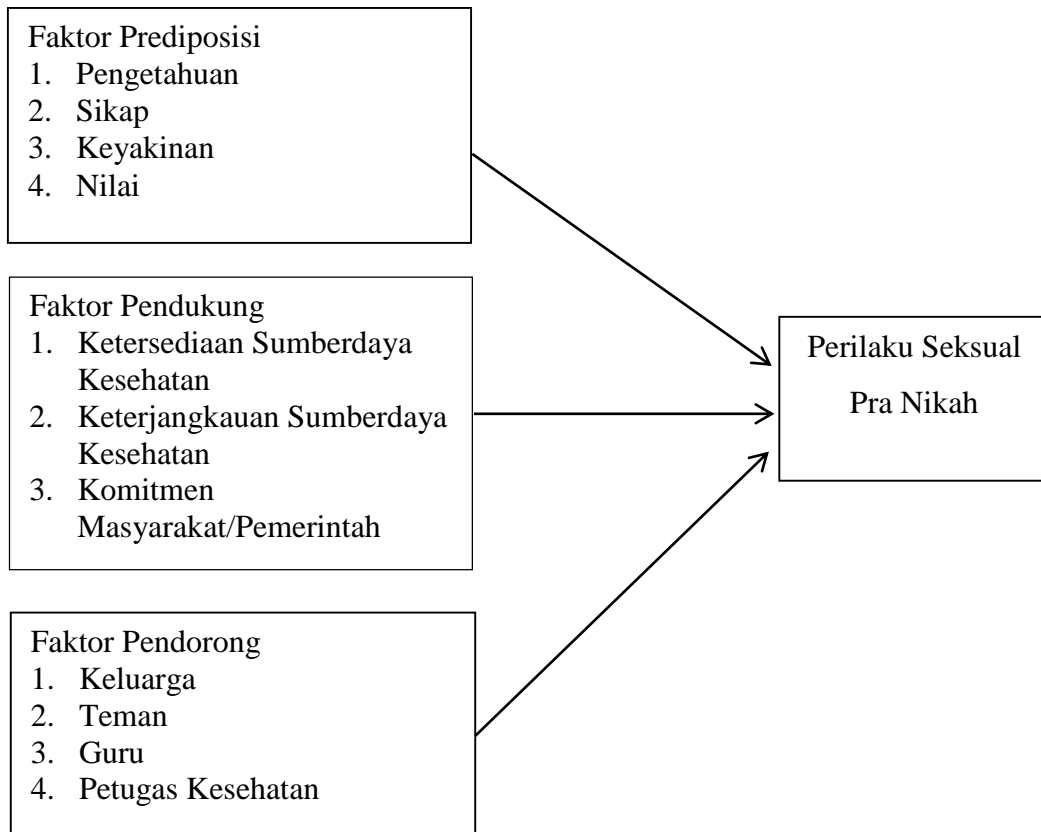 Faktor Prediposisi
1. Pengetahuan
2. Sikap
3. Keyakinan
4. Nilai
Faktor Pendukung
1. Ketersediaan Sumberdaya
Kesehatan
2. Keterjangkauan Sumberdaya
Kesehatan
3. Komitmen
Masyarakat/Pemerintah
Faktor Pendorong
1. Keluarga
2. Teman
3. Guru
4. Petugas Kesehatan
Perilaku Seksual
Pra Nikah